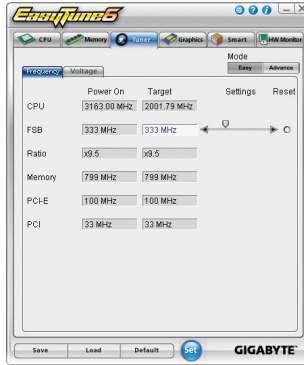 EasyTune6
CPU Memory Tuner Graphics Smart HW Monitor
Mode
Easy Advance
Frequency Voltage
Power On Target Settings Reset
CPU 3163.00 MHz 2001.79 MHz
FSB 333 MHz 333 MHz
Ratio x9.5 x9.5
Memory 799 MHz 799 MHz
PCI-E 100 MHz 100 MHz
PCI 33 MHz 33 MHz
Save Load Default Set GIGABYTE